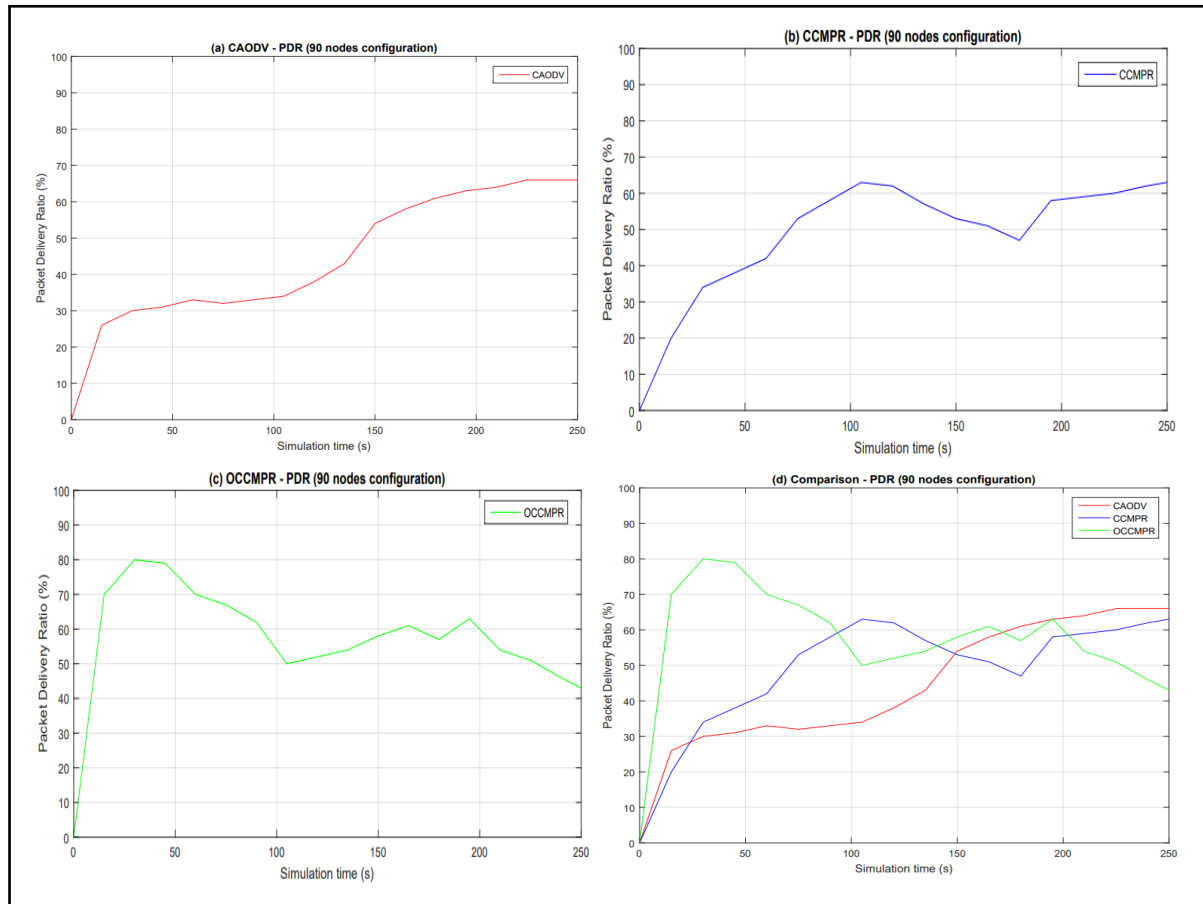 (a) CAODV - PDR (90 nodes configuration)
CAODV
Packet Delivery Ratio (%)
100
90
80
70
60
50
40
30
20
10
0
0 50 100 150 200 250
Simulation time (s)
(b) CCMPR - PDR (90 nodes configuration)
CCMPR
Packet Delivery Ratio (%)
100
90
80
70
60
50
40
30
20
10
0
0 50 100 150 200 250
Simulation time (s)
(c) OCCMPR - PDR (90 nodes configuration)
OCCMPR
Packet Delivery Ratio (%)
100
90
80
70
60
50
40
30
20
10
0
0 50 100 150 200 250
Simulation time (s)
(d) Comparison - PDR (90 nodes configuration)
CAODV
CCMPR
OCCMPR
Packet Delivery Ratio (%)
100
90
80
70
60
50
40
30
20
10
0
0 50 100 150 200 250
Simulation time (s)